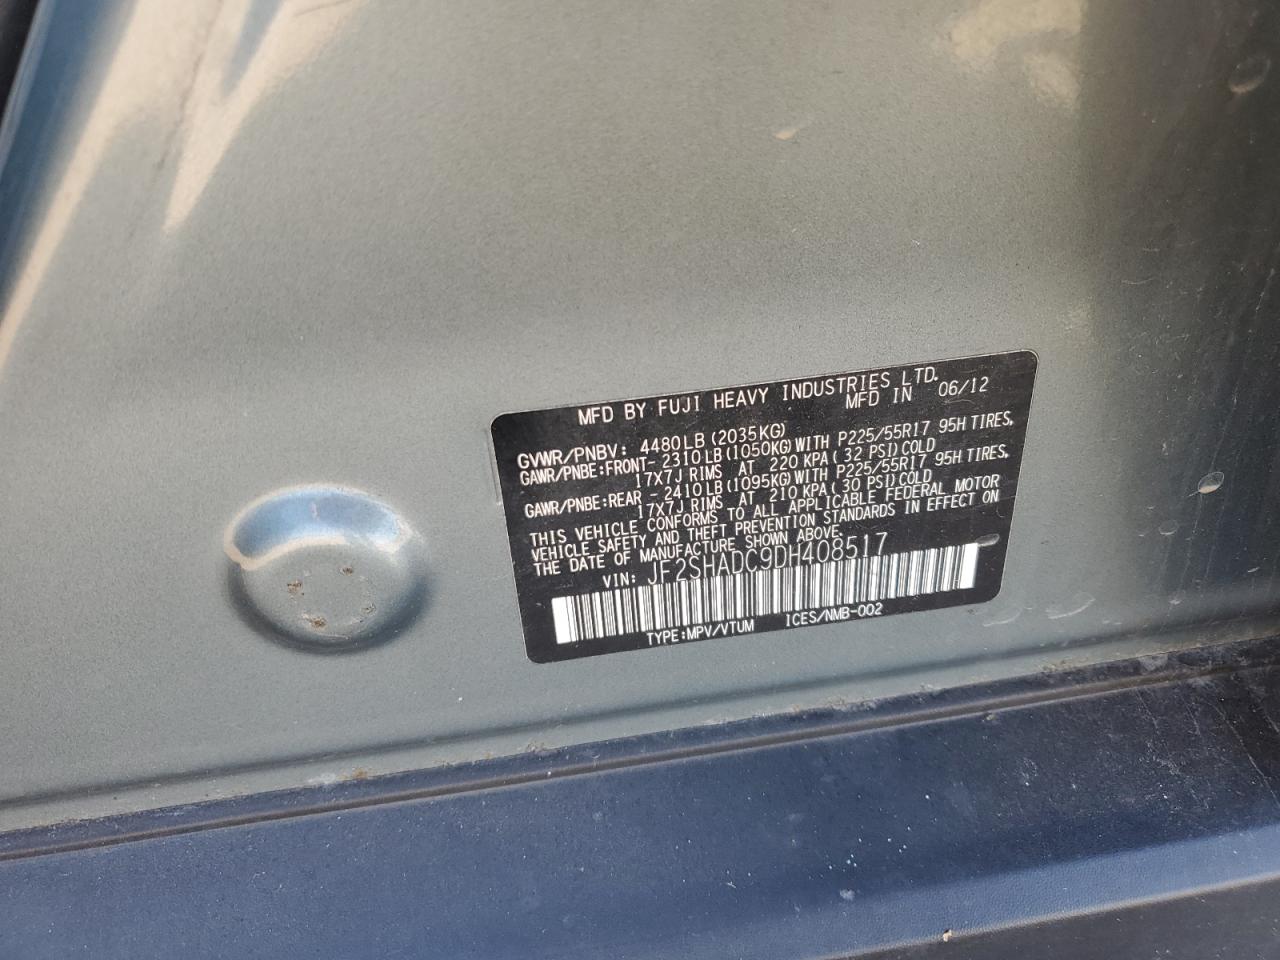 MFD BY FUJI HEAVY INDUSTRIES LTD.
MFD IN 06/12
GVWR/PNBV: 4480LB(2035KG)
GAWR/PNBE:FRONT- 2310LB(1050KG)WITH P225/55R17 95H TIRES,
17X7J RIMS AT 220 KPA(32 PSI)COLD
GAWR/PNBE:REAR - 2410LB(1095KG)WITH P225/55R17 95H TIRES,
17X7J RIMS AT 210 KPA(30 PSI)COLD
THIS VEHICLE CONFORMS TO ALL APPLICABLE FEDERAL MOTOR
VEHICLE SAFETY AND THEFT PREVENTION STANDARDS IN EFFECT ON
THE DATE OF MANUFACTURE SHOWN ABOVE.
VIN: JF2SHADC9DH408517
TYPE:MPV/VTUM ICES/NMB-002